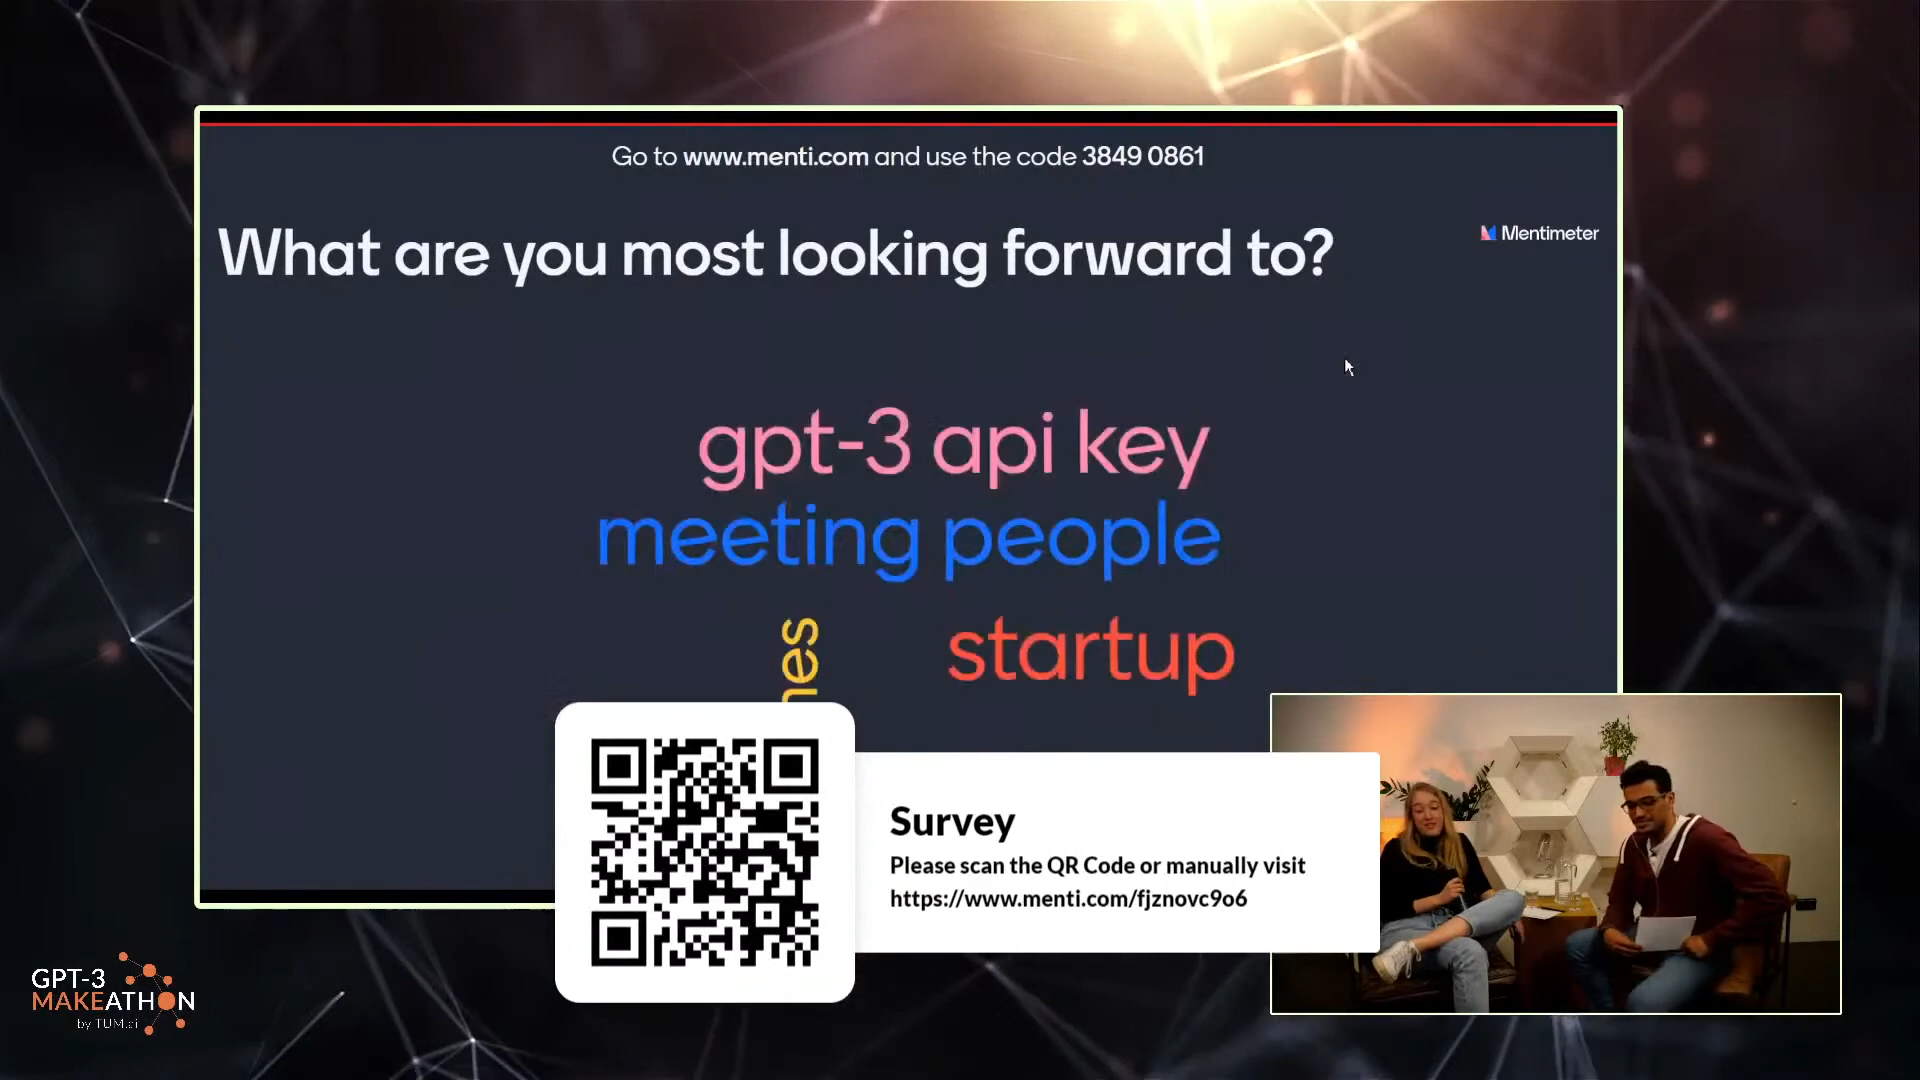 Go to www.menti.com and use the code 3849 0861
What are you most looking forward to?
Mentimeter
gpt-3 api key
meeting people
startup
Survey
Please scan the QR Code or manually visit
https://www.menti.com/fjznovc9o6
GPT-3
MAKEATHON
by TUM.ai